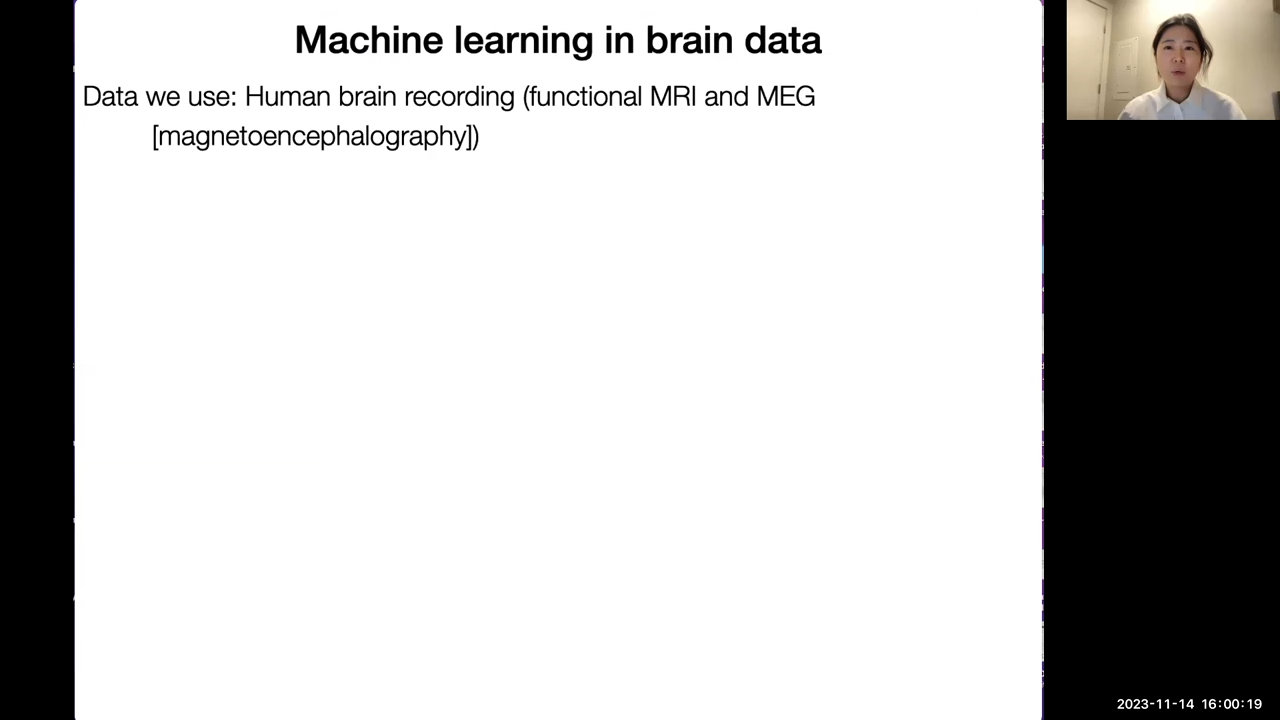 Machine learning in brain data
Data we use: Human brain recording (functional MRI and MEG
[magnetoencephalography])
2023-11-14 16:00:19